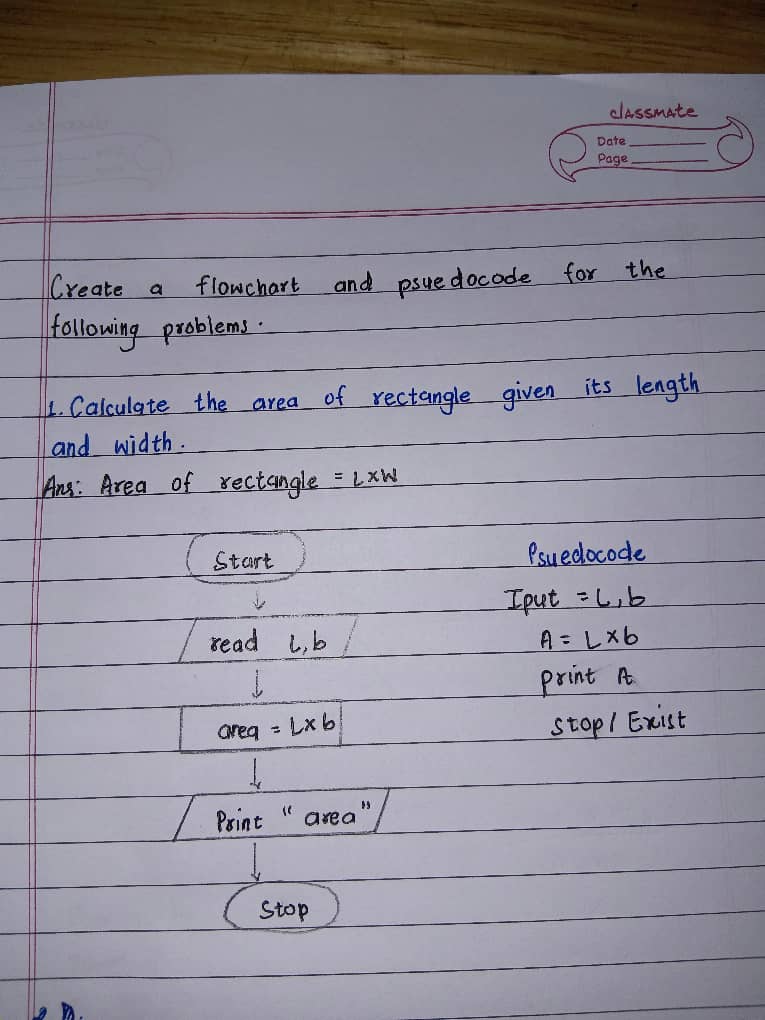 classmate
Date
Page
Create a flowchart and psuedocode for the
following problems.
1. Calculate the area of rectangle given its length
and width.
Ans: Area of rectangle = L×W
Start
read L,b
area = L×b
Print “area”
Stop
Psuedocode
Iput = L,b
A = L×b
print A
Stop/ Exist